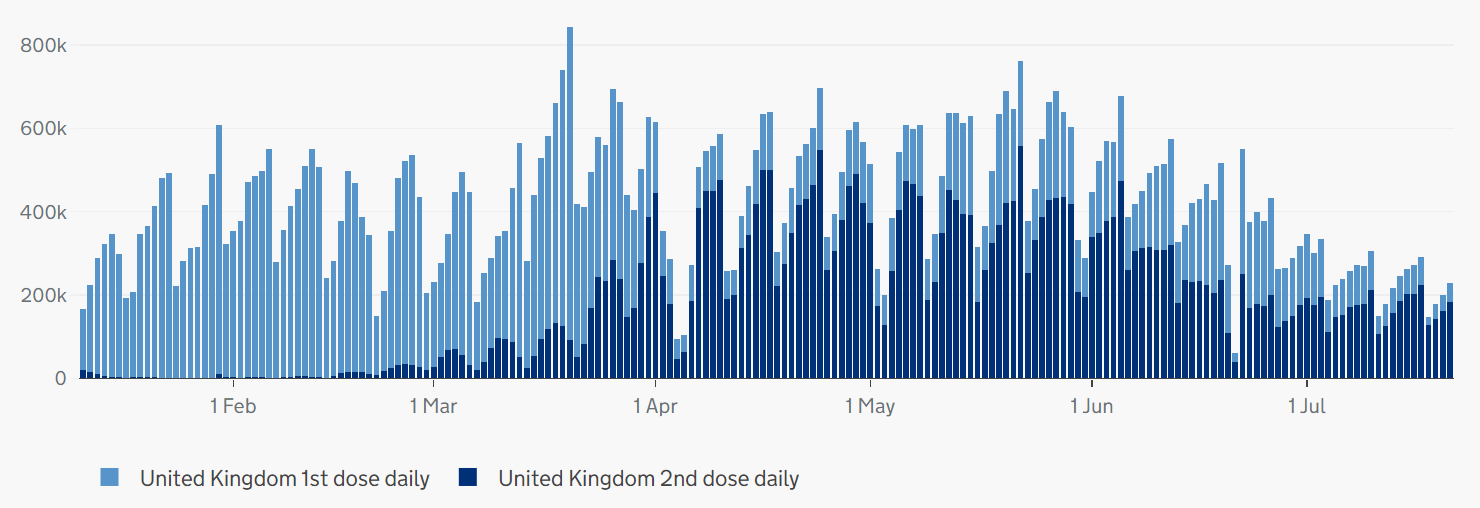 800k
600k
400k
200k
0
1 Feb 1 Mar 1 Apr 1 May 1 Jun 1 Jul
United Kingdom 1st dose daily United Kingdom 2nd dose daily